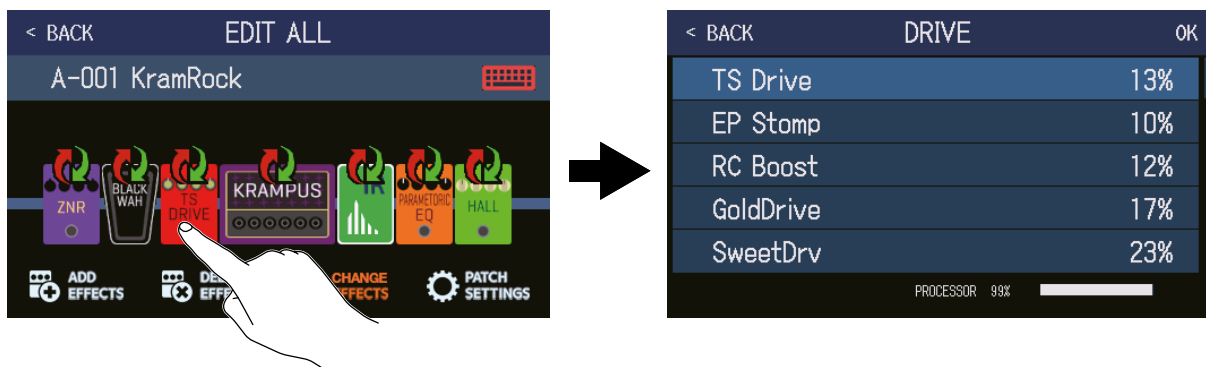 < BACK EDIT ALL
A-001 KramRock
ZNR
BLACK
WAH
TS
DRIVE
KRAMPUS
IR
PARAMETORIC
EQ
HALL
ADD
EFFECTS
CHANGE
PATCH
SETTINGS
< BACK DRIVE OK
TS Drive 13%
EP Stomp 10%
RC Boost 12%
GoldDrive 17%
SweetDrv 23%
PROCESSOR 99%